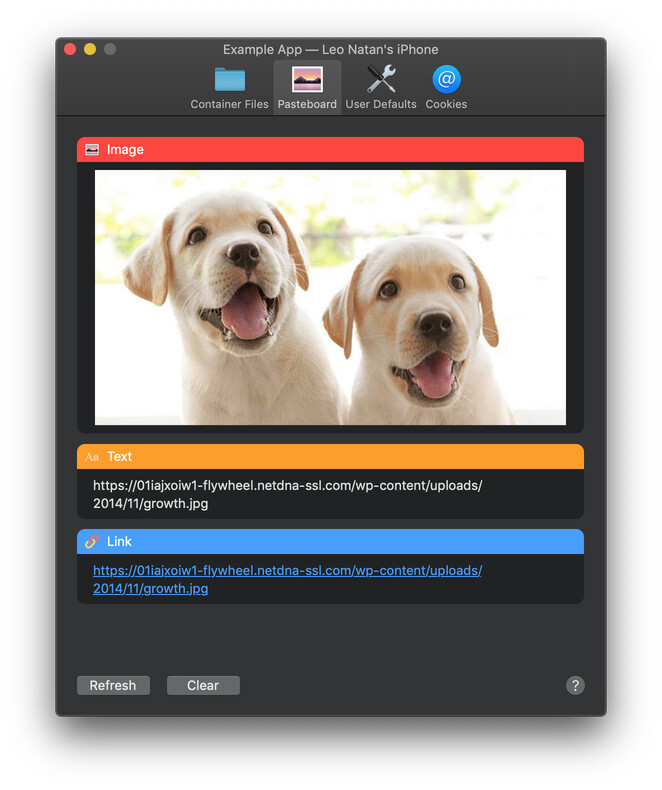 Example App — Leo Natan's iPhone
Container Files
Pasteboard
User Defaults
Cookies
Image
Aa Text
https://01iajxoiw1-flywheel.netdna-ssl.com/wp-content/uploads/
2014/11/growth.jpg
Link
https://01iajxoiw1-flywheel.netdna-ssl.com/wp-content/uploads/
2014/11/growth.jpg
Refresh
Clear
?